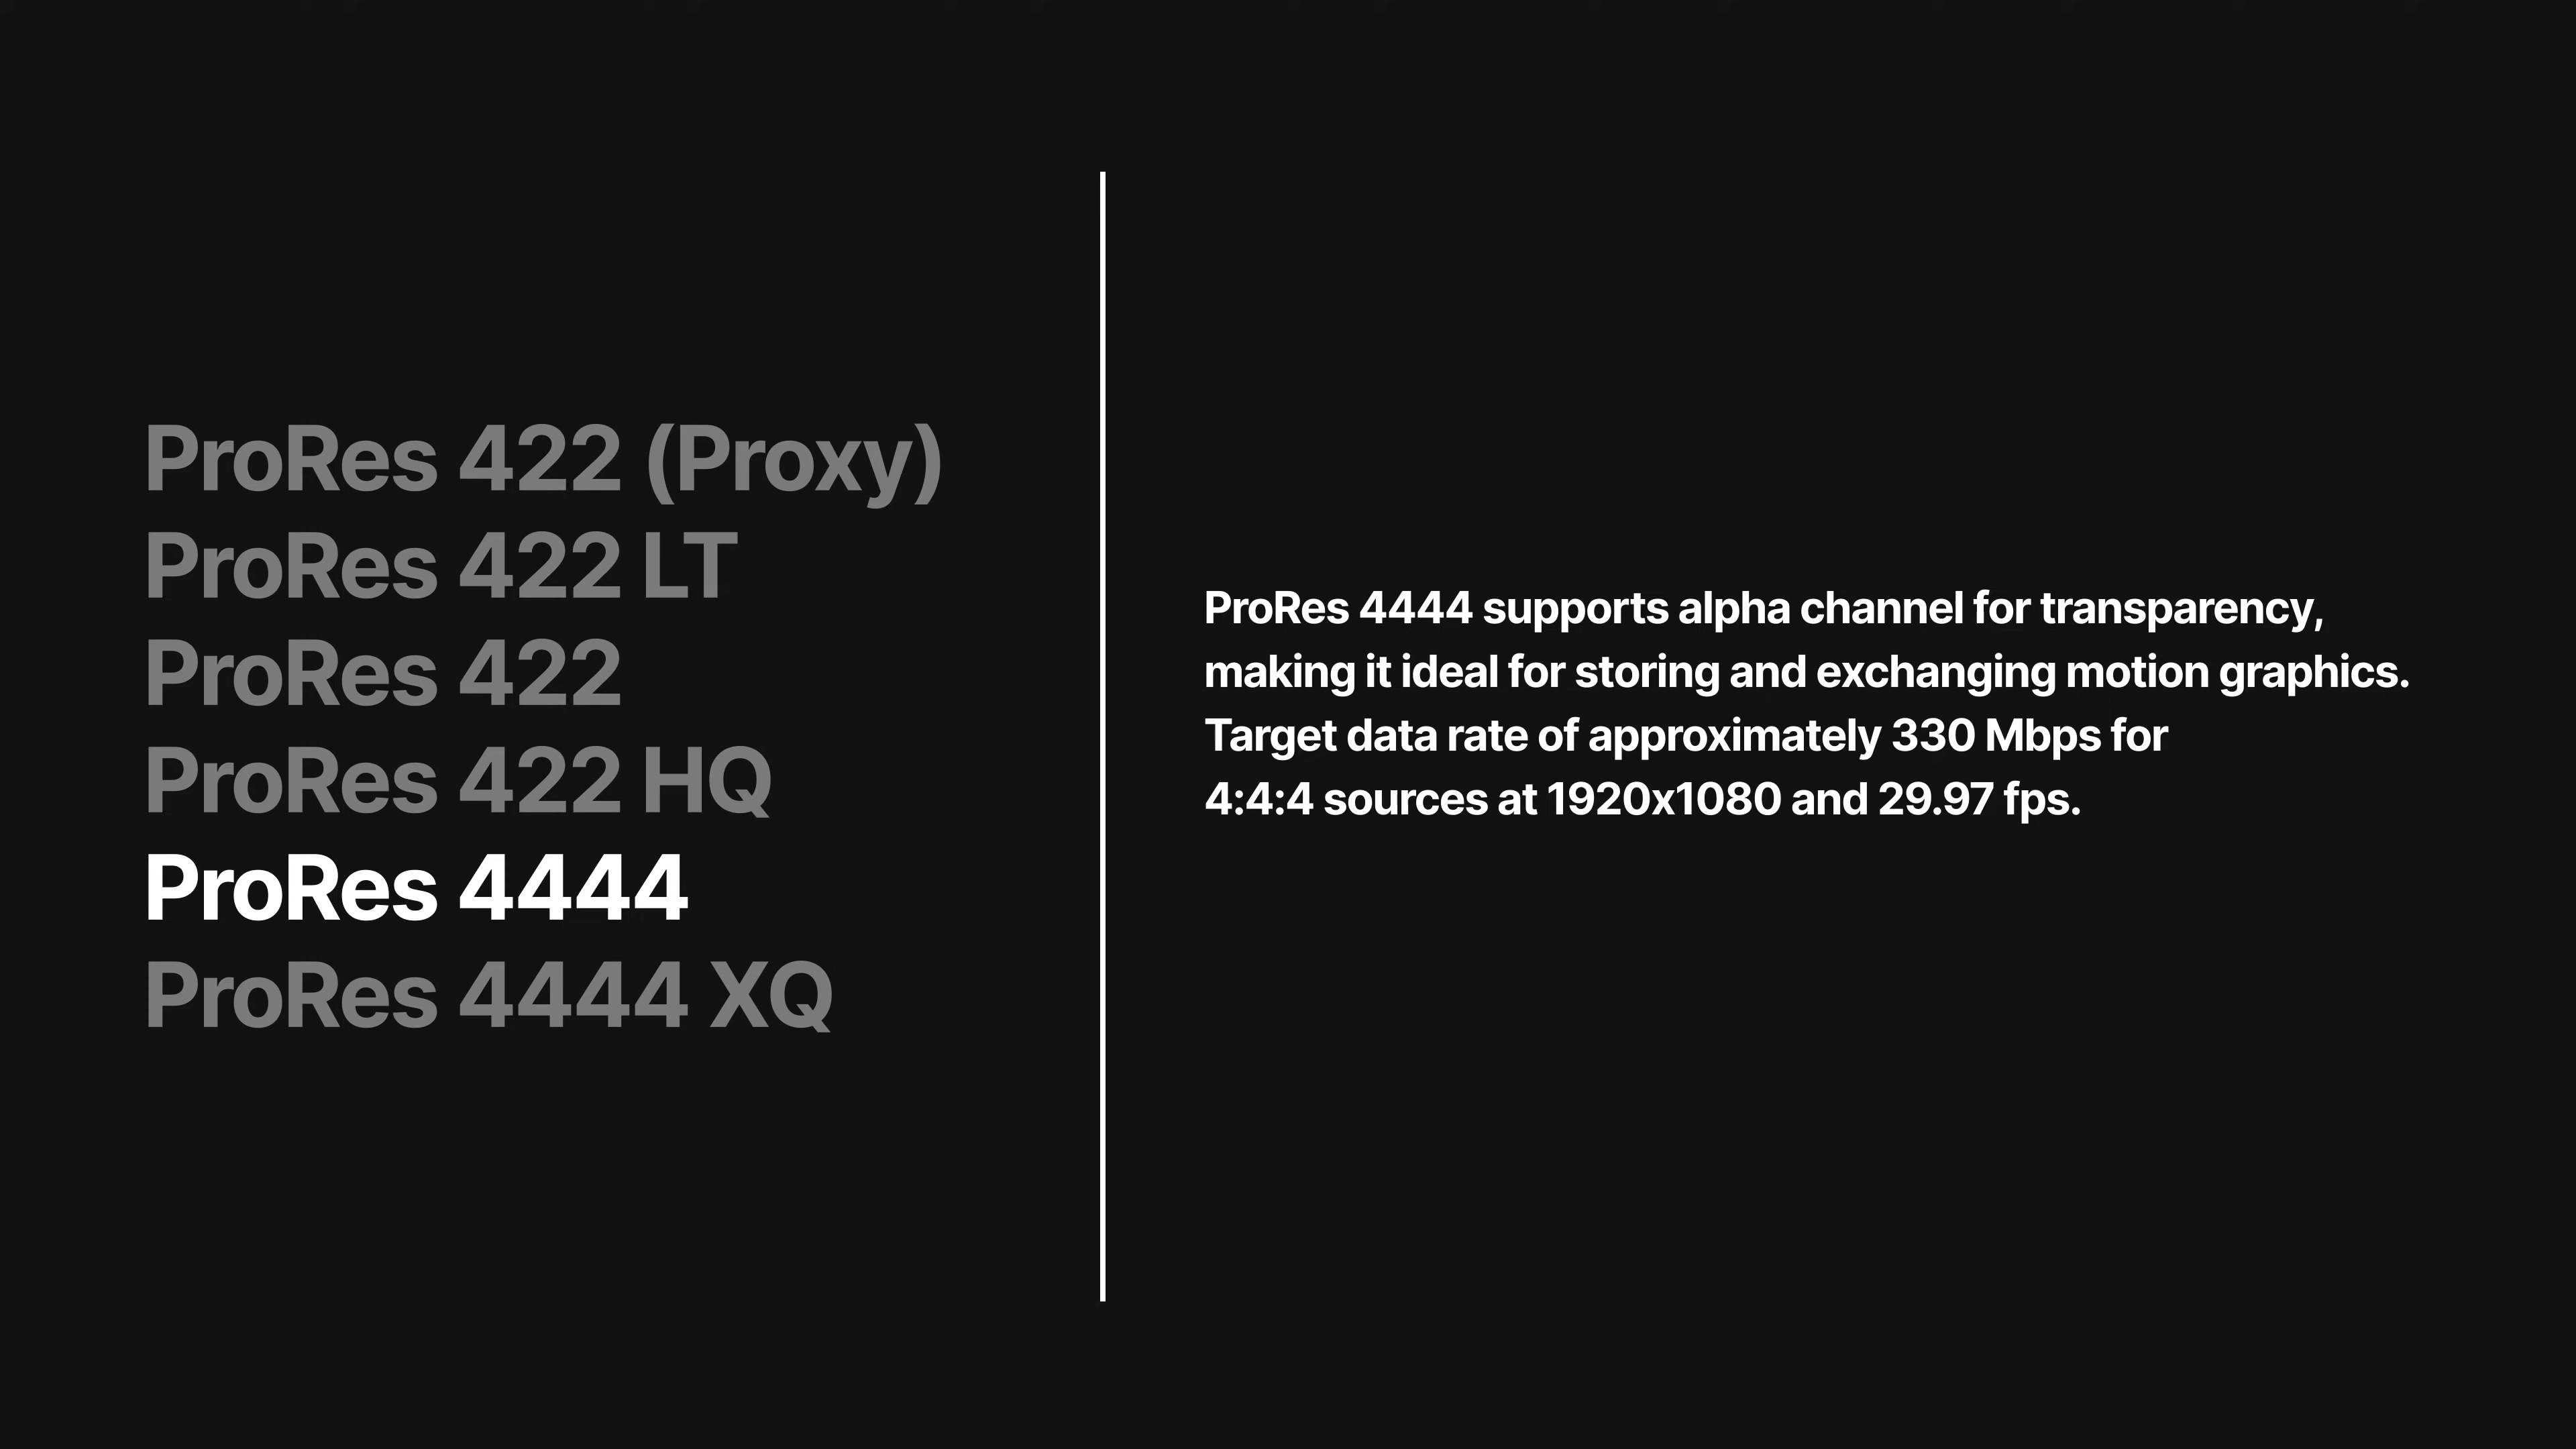 ProRes 422 (Proxy)
ProRes 422 LT
ProRes 422
ProRes 422 HQ
ProRes 4444
ProRes 4444 XQ
ProRes 4444 supports alpha channel for transparency,
making it ideal for storing and exchanging motion graphics.
Target data rate of approximately 330 Mbps for
4:4:4 sources at 1920x1080 and 29.97 fps.